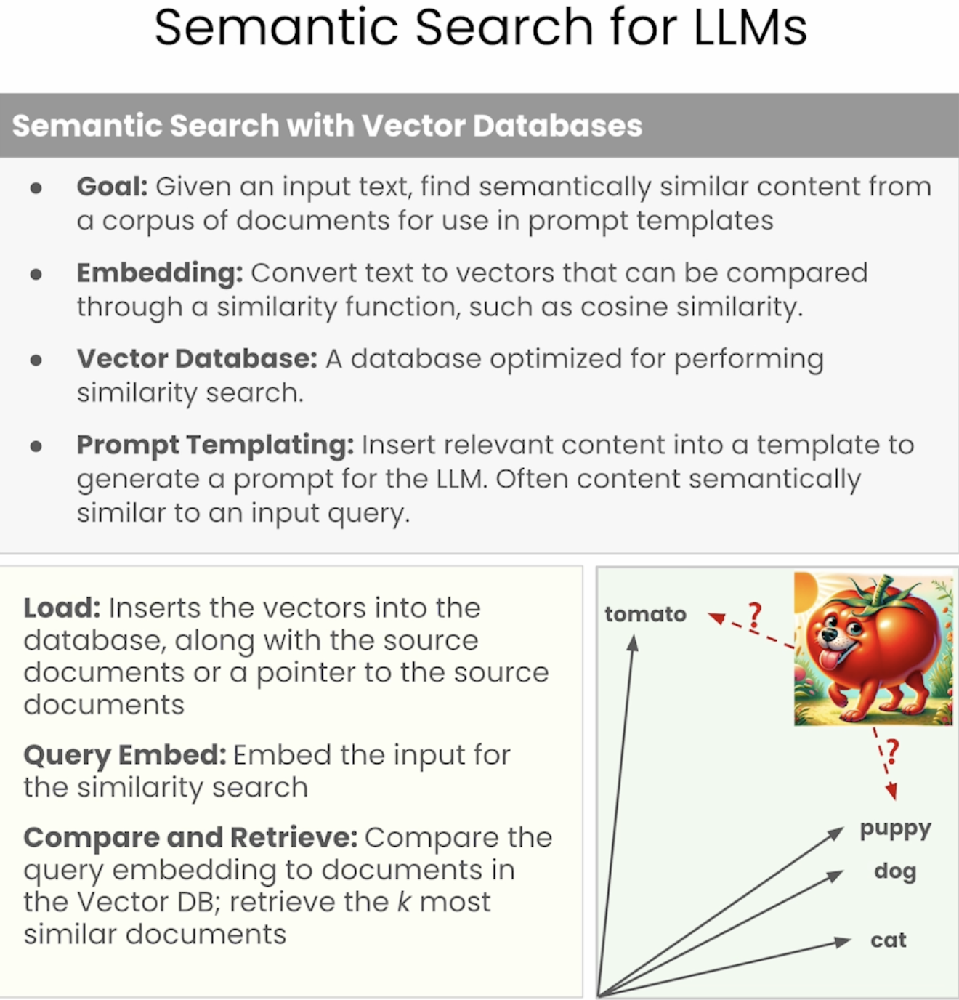 Semantic Search for LLMs
Semantic Search with Vector Databases
● Goal: Given an input text, find semantically similar content from
a corpus of documents for use in prompt templates
● Embedding: Convert text to vectors that can be compared
through a similarity function, such as cosine similarity.
● Vector Database: A database optimized for performing
similarity search.
● Prompt Templating: Insert relevant content into a template to
generate a prompt for the LLM. Often content semantically
similar to an input query.
Load: Inserts the vectors into the
database, along with the source
documents or a pointer to the source
documents
Query Embed: Embed the input for
the similarity search
Compare and Retrieve: Compare the
query embedding to documents in
the Vector DB; retrieve the k most
similar documents
tomato
?
?
puppy
dog
cat